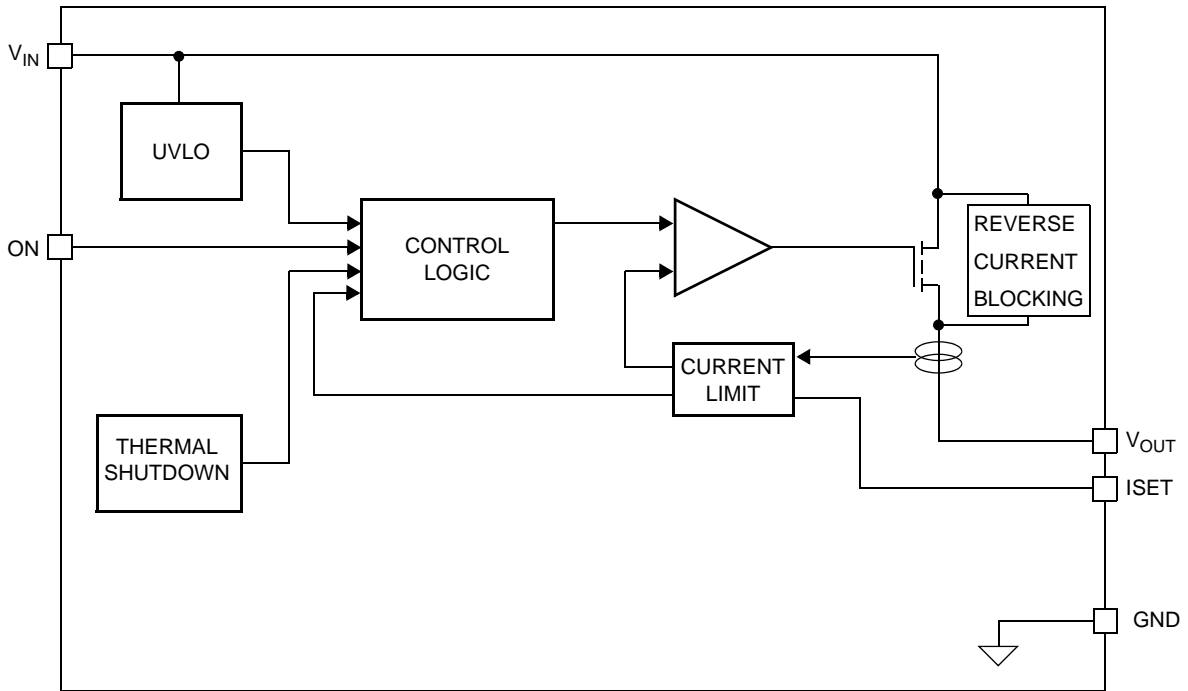 VIN
UVLO
ON
CONTROL
LOGIC
REVERSE
CURRENT
BLOCKING
CURRENT
LIMIT
THERMAL
SHUTDOWN
VOUT
ISET
GND